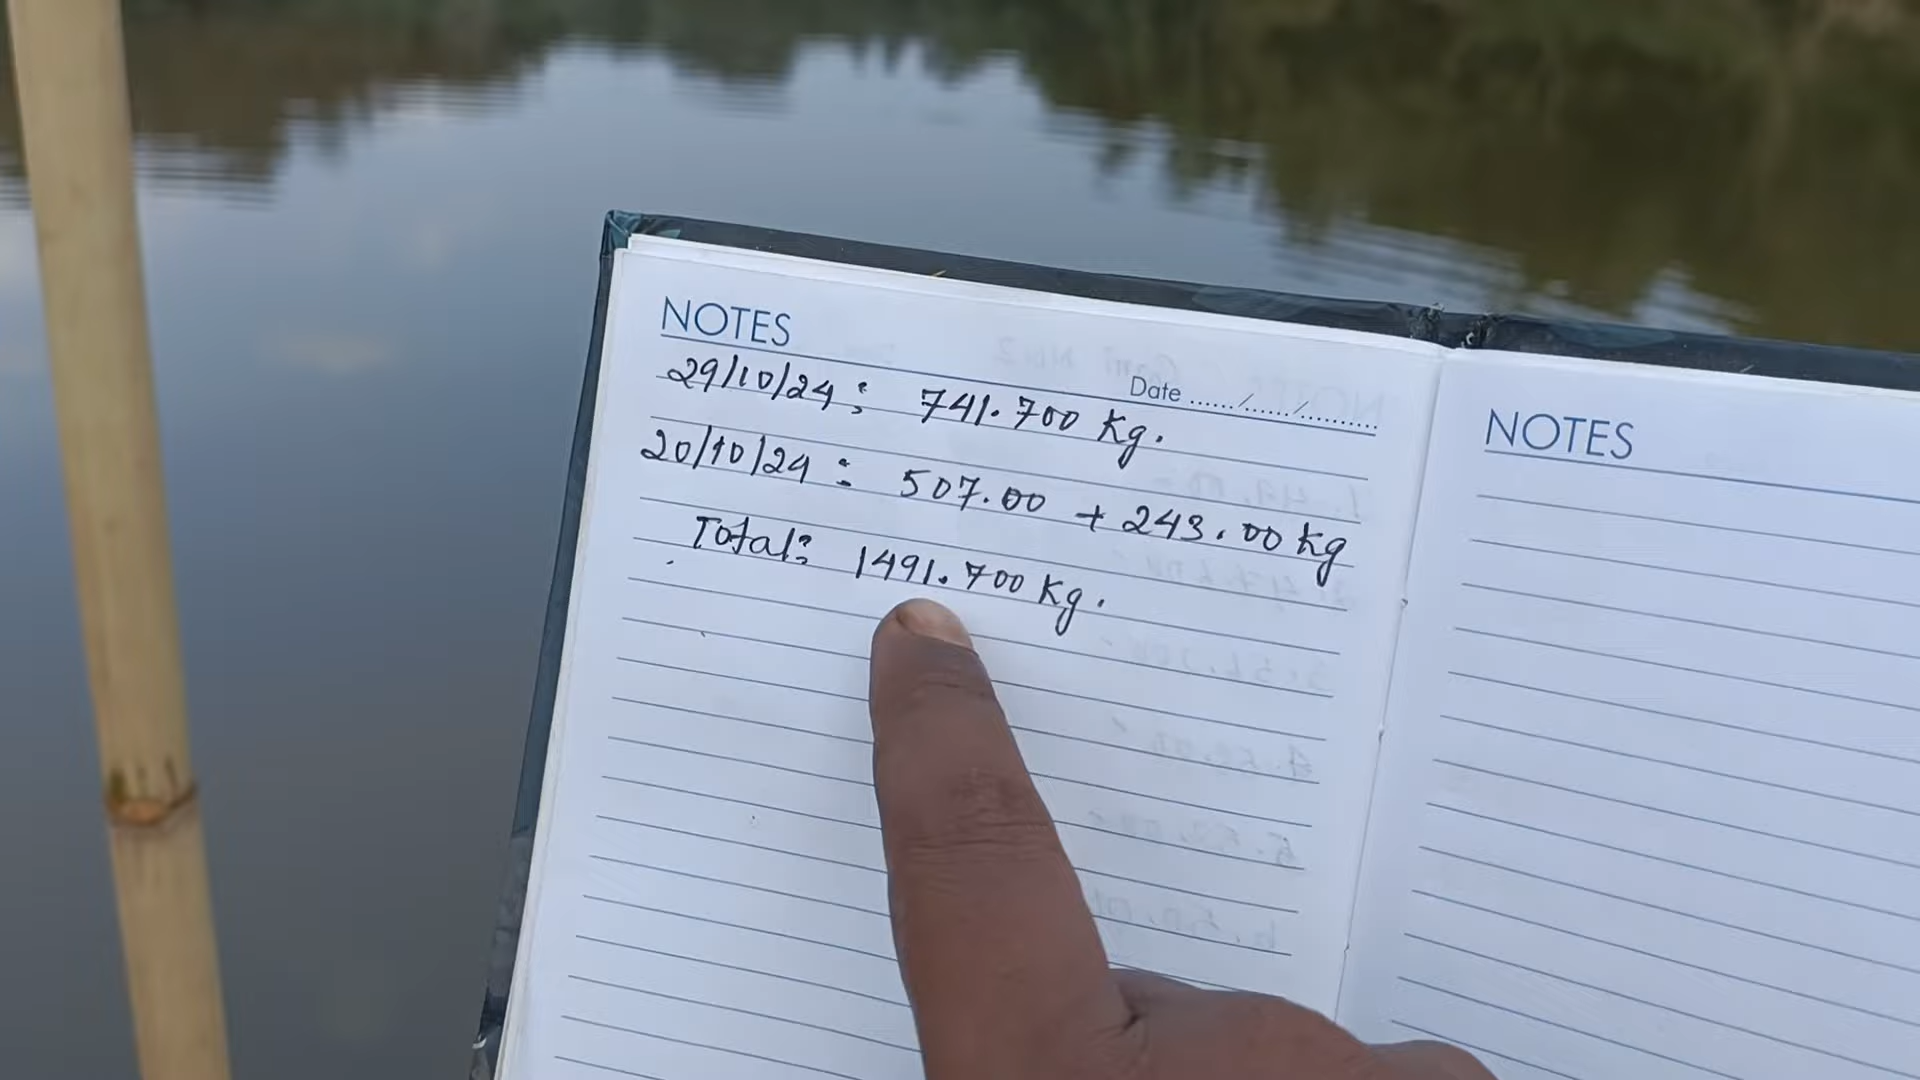 NOTES
Date ....../....../..........
29/10/24: 741.700 Kg.
20/10/24: 507.00 + 243.00 kg
Total: 1491.700 Kg.
NOTES